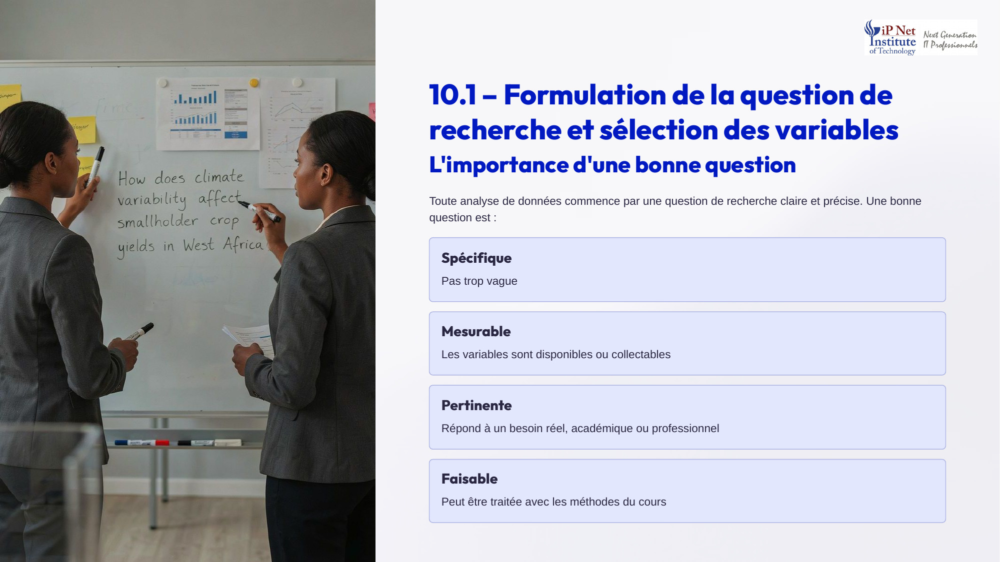 iP Net
Institute
of Technology
Next Generation
IT Professionnels
How does climate
variability affect
smallholder crop
yields in West Africa
10.1 – Formulation de la question de
recherche et sélection des variables
L'importance d'une bonne question
Toute analyse de données commence par une question de recherche claire et précise. Une bonne
question est :
Spécifique
Pas trop vague
Mesurable
Les variables sont disponibles ou collectables
Pertinente
Répond à un besoin réel, académique ou professionnel
Faisable
Peut être traitée avec les méthodes du cours